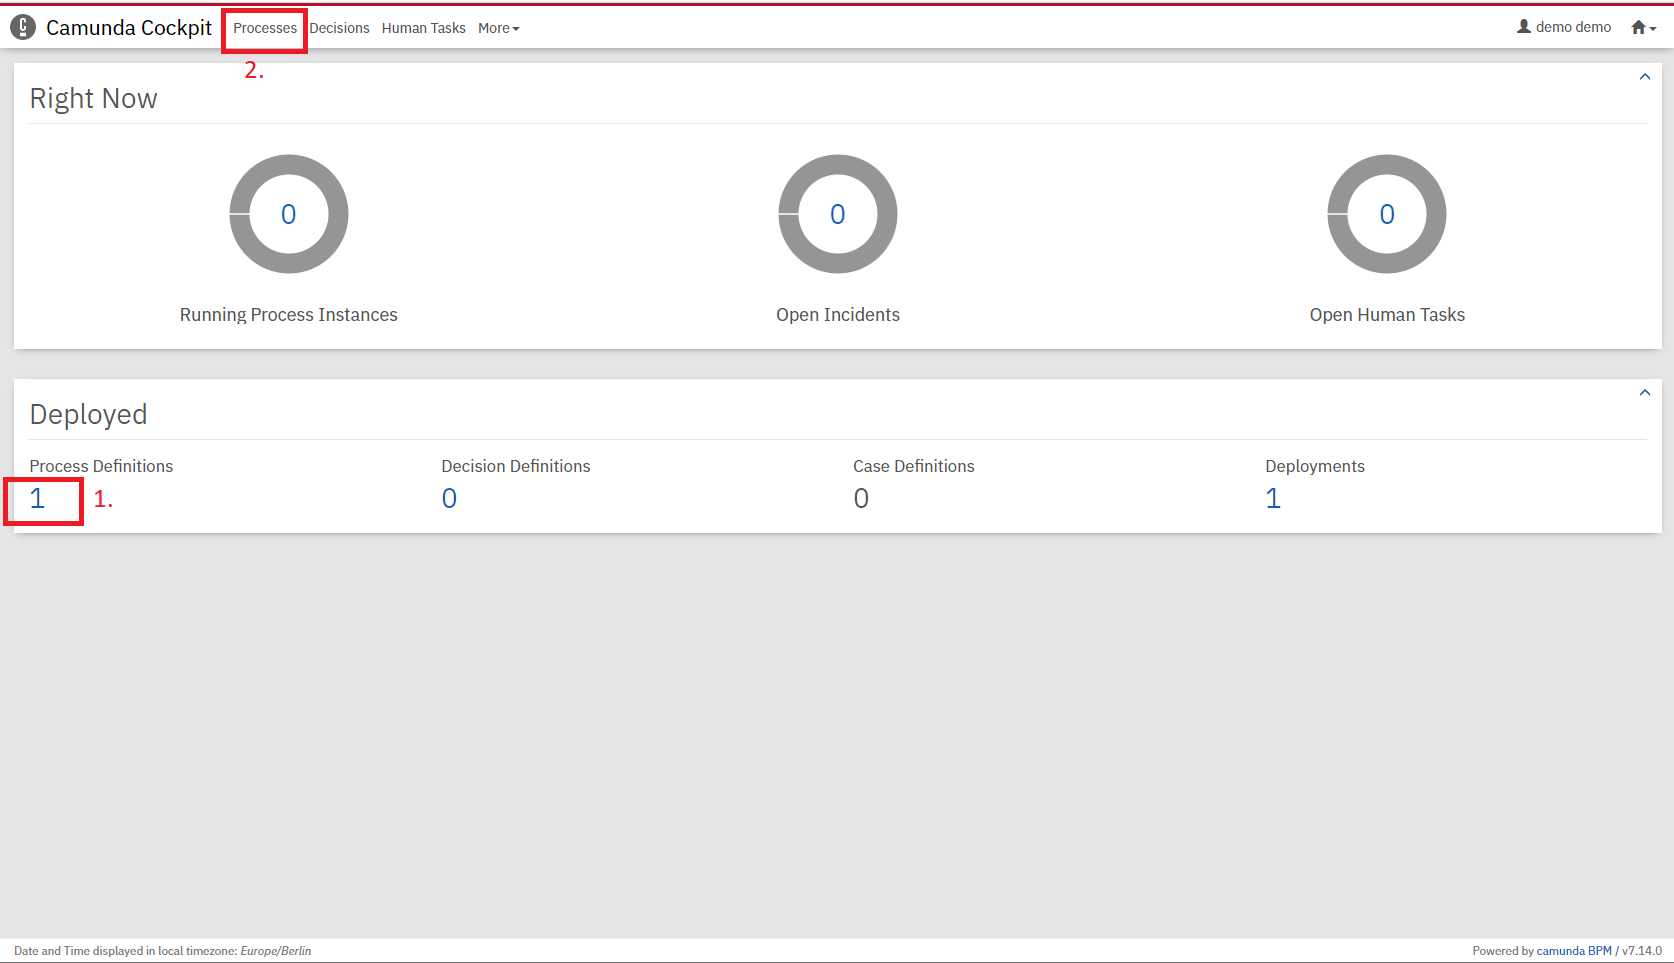 Camunda Cockpit Processes Decisions Human Tasks More demo demo
2.
Right Now
0 0 0
Running Process Instances Open Incidents Open Human Tasks
Deployed
Process Definitions Decision Definitions Case Definitions Deployments
1 1. 0 0 1
Date and Time displayed in local timezone: Europe/Berlin Powered by camunda BPM / v7.14.0